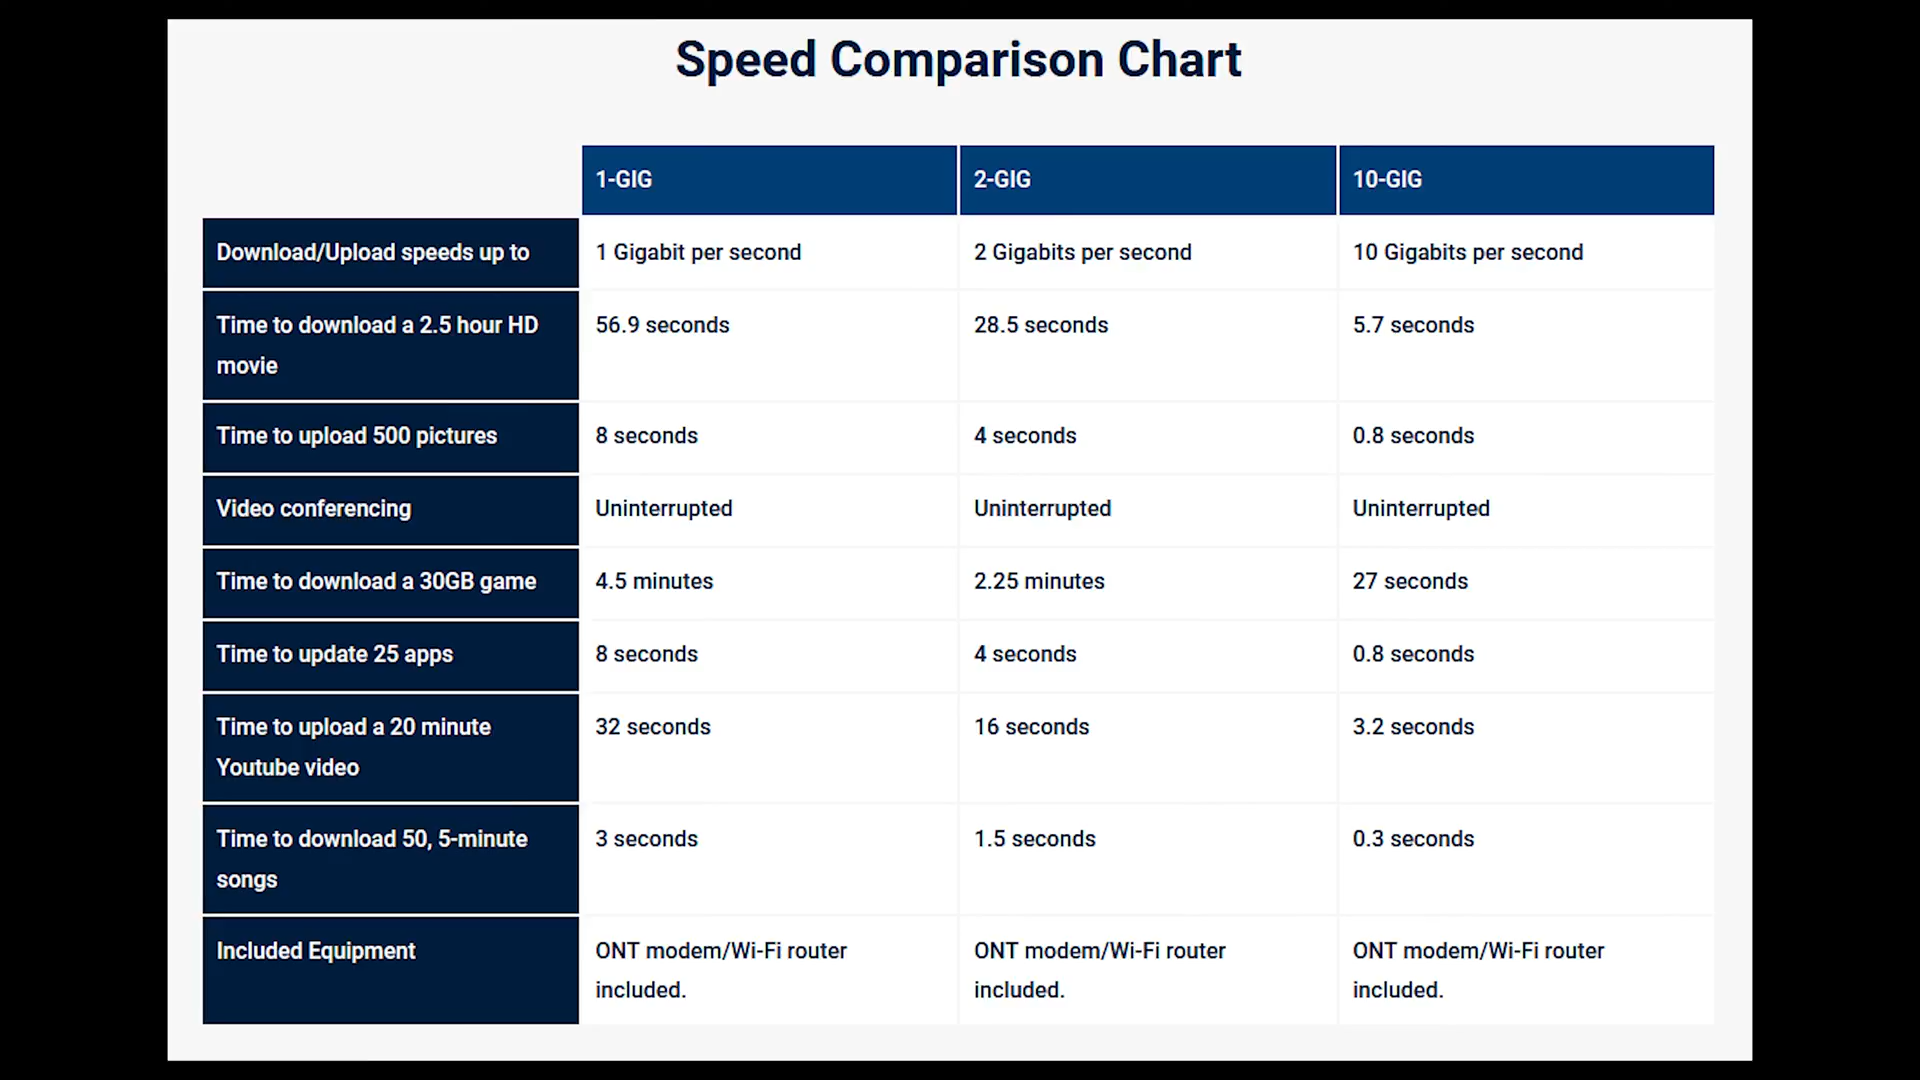 Speed Comparison Chart
1-GIG 2-GIG 10-GIG
Download/Upload speeds up to 1 Gigabit per second 2 Gigabits per second 10 Gigabits per second
Time to download a 2.5 hour HD 56.9 seconds 28.5 seconds 5.7 seconds
movie
Time to upload 500 pictures 8 seconds 4 seconds 0.8 seconds
Video conferencing Uninterrupted Uninterrupted Uninterrupted
Time to download a 30GB game 4.5 minutes 2.25 minutes 27 seconds
Time to update 25 apps 8 seconds 4 seconds 0.8 seconds
Time to upload a 20 minute 32 seconds 16 seconds 3.2 seconds
Youtube video
Time to download 50, 5-minute 3 seconds 1.5 seconds 0.3 seconds
songs
Included Equipment ONT modem/Wi-Fi router ONT modem/Wi-Fi router ONT modem/Wi-Fi router
included. included. included.